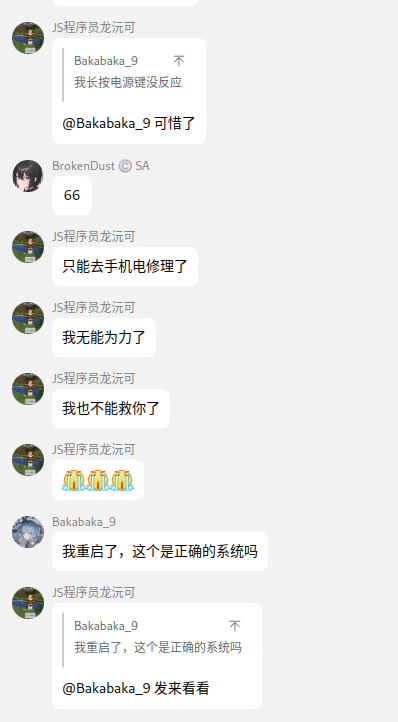 JS程序员龙沅可
Bakabaka_9
我长按电源键没反应
@Bakabaka_9 可惜了
BrokenDust © SA
66
JS程序员龙沅可
只能去手机电修理了
JS程序员龙沅可
我无能为力了
JS程序员龙沅可
我也不能救你了
JS程序员龙沅可
😭😭😭
Bakabaka_9
我重启了，这个是正确的系统吗
JS程序员龙沅可
Bakabaka_9
我重启了，这个是正确的系统吗
@Bakabaka_9 发来看看